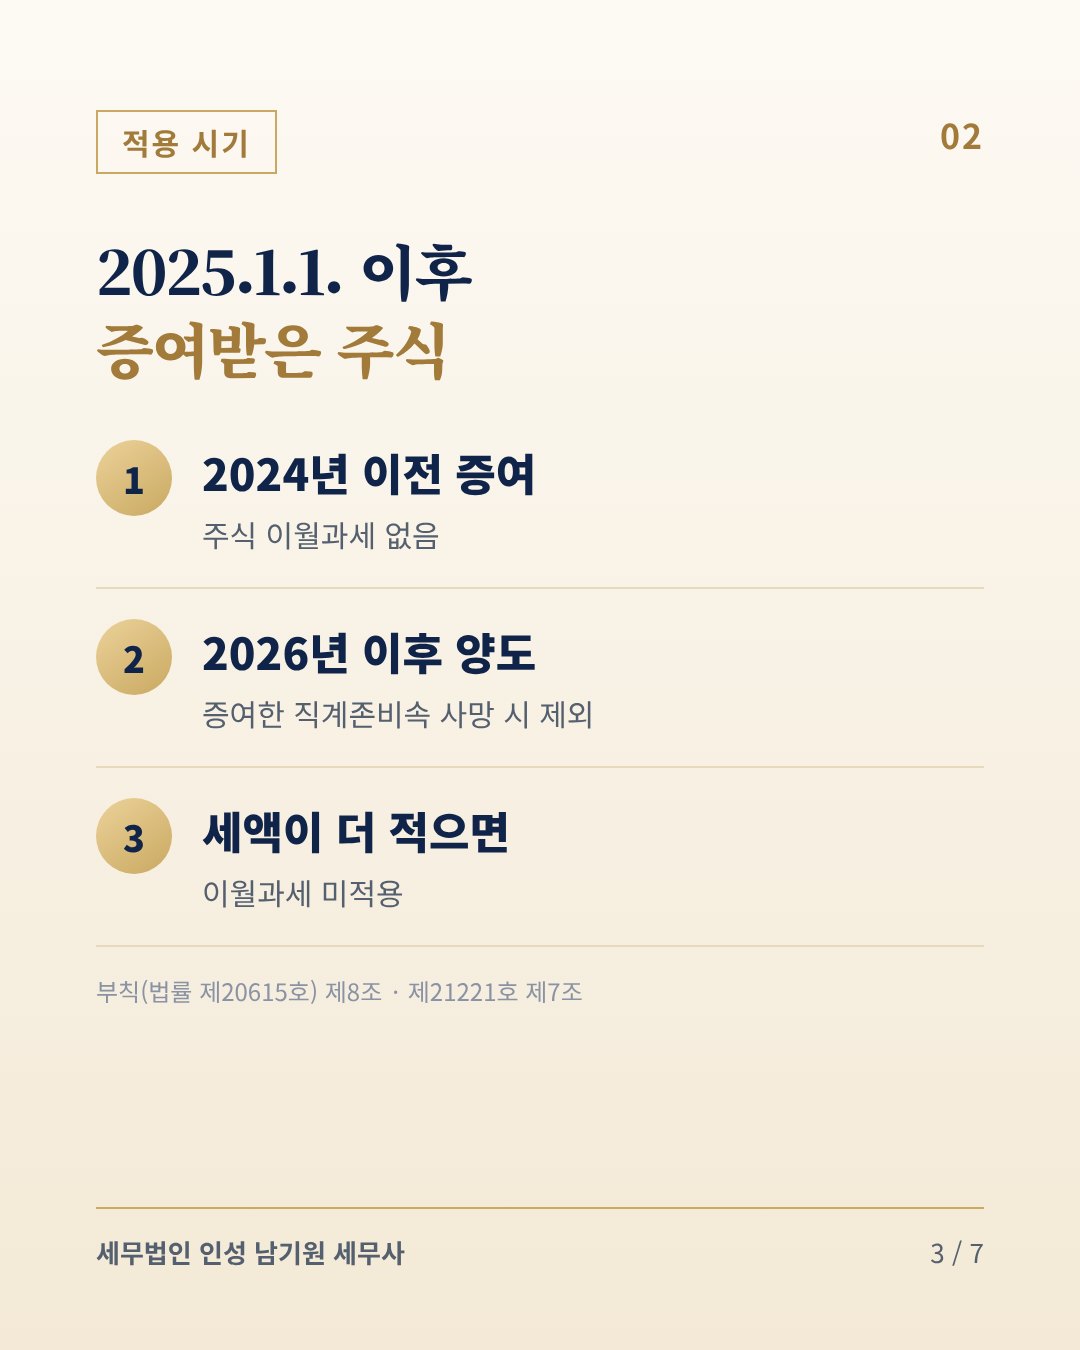 적용 시기
02
2025.1.1. 이후
증여받은 주식
1
2024년 이전 증여
주식 이월과세 없음
2
2026년 이후 양도
증여한 직계존비속 사망 시 제외
3
세액이 더 적으면
이월과세 미적용
부칙(법률 제20615호) 제8조 · 제21221호 제7조
세무법인 인성 남기원 세무사
3 / 7